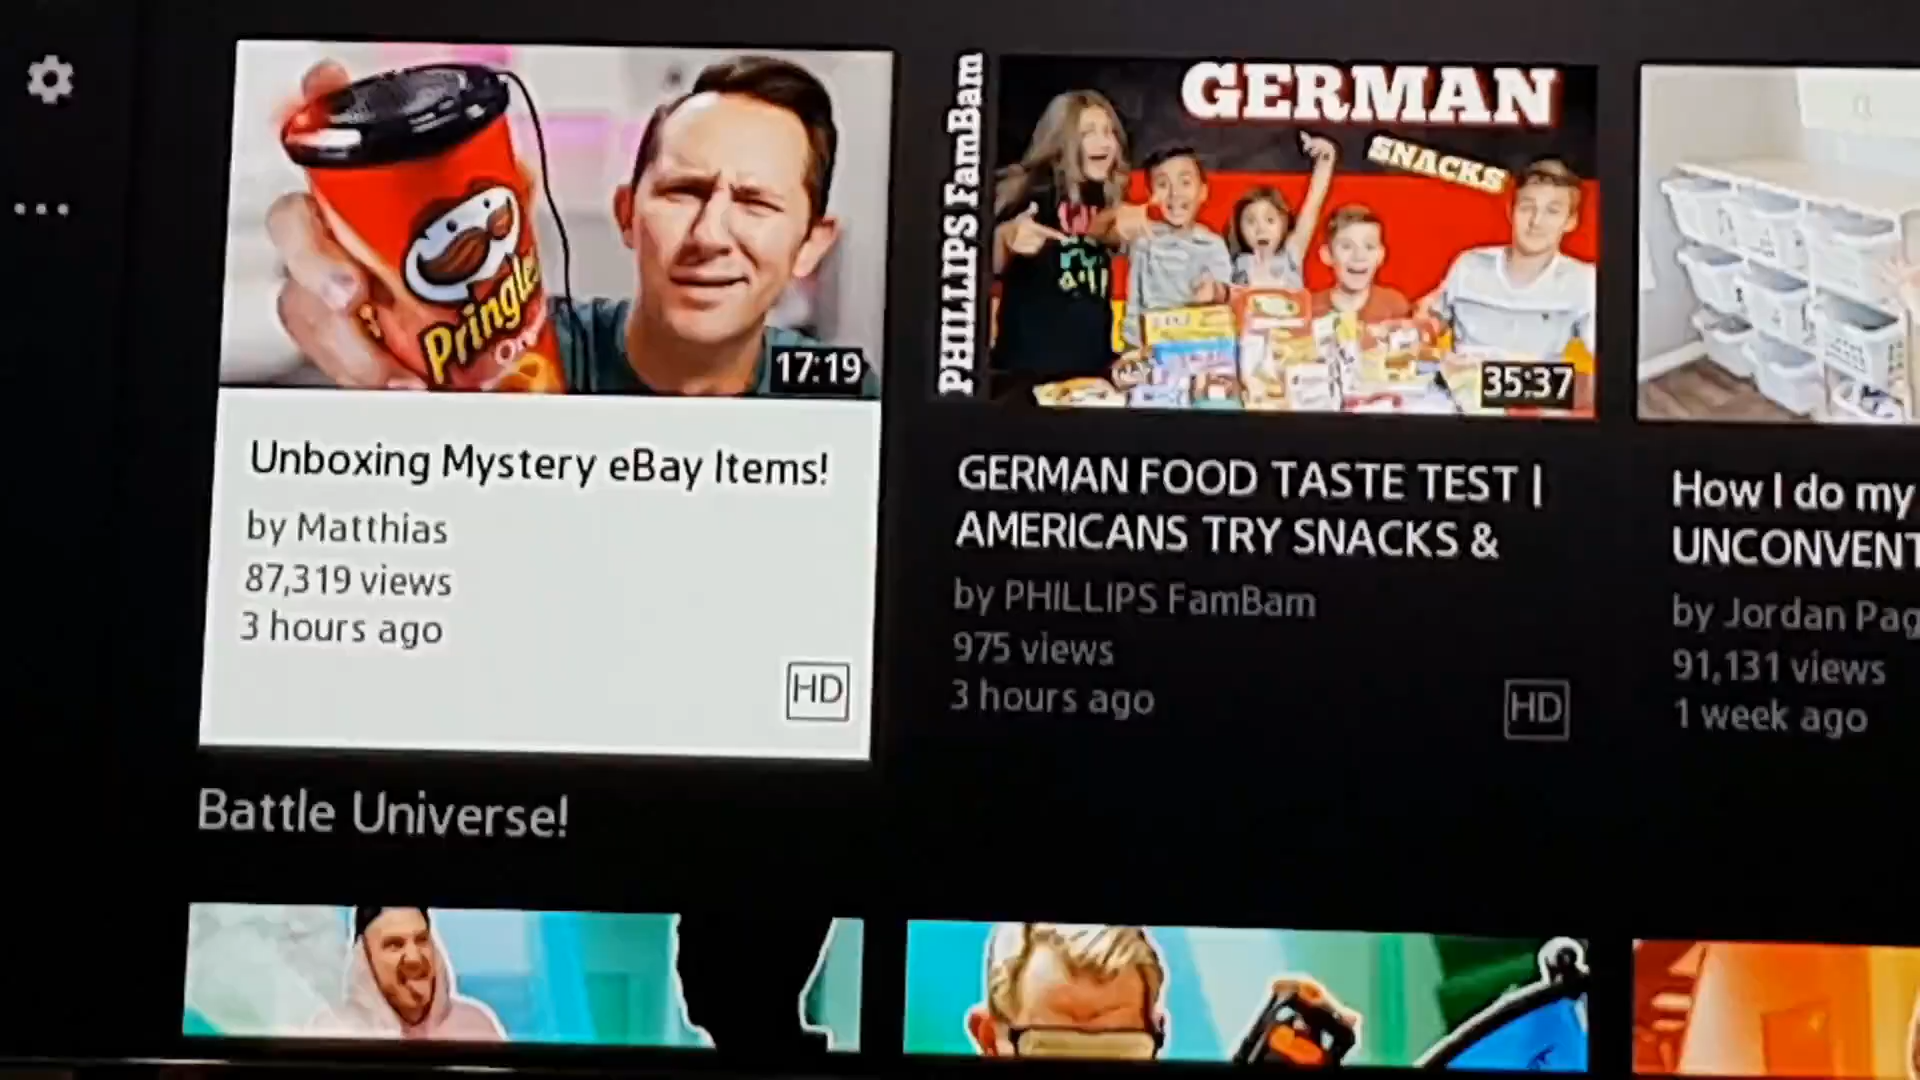 Pringles
17:19
Unboxing Mystery eBay Items!
by Matthias
87,319 views
3 hours ago
HD
PHILLIPS FamBam
GERMAN
SNACKS
35:37
GERMAN FOOD TASTE TEST |
AMERICANS TRY SNACKS &
by PHILLIPS FamBam
975 views
3 hours ago
HD
How I do my
UNCONVENT
by Jordan Pag
91,131 views
1 week ago
Battle Universe!